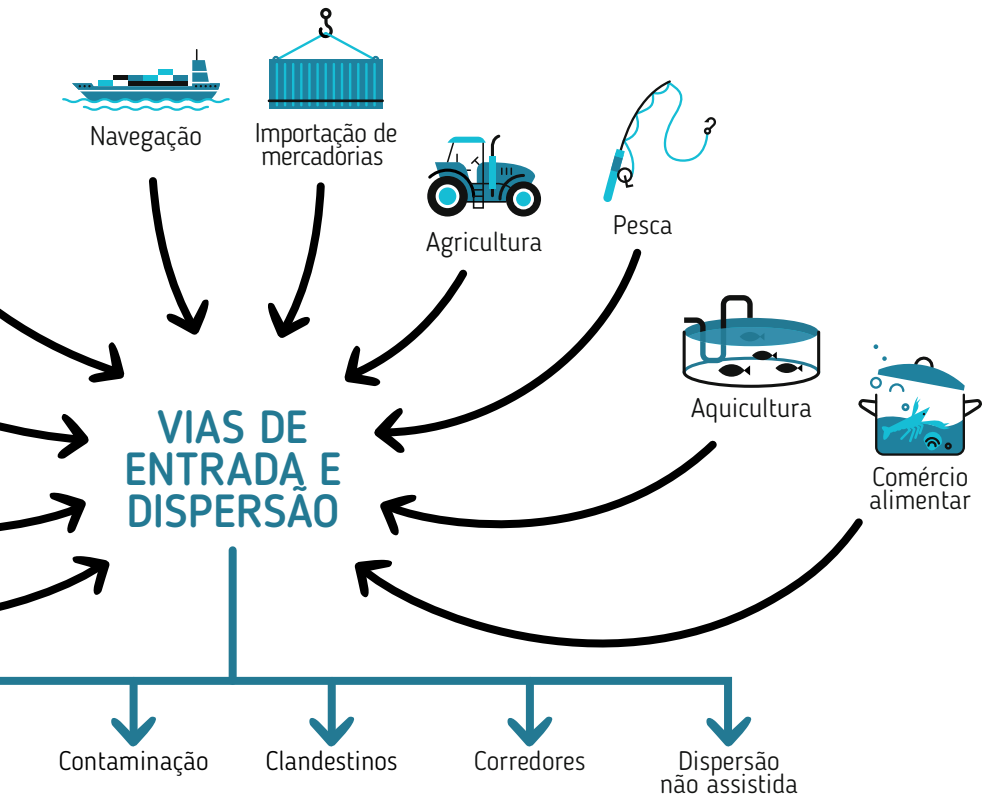 Navegação
Importação de
mercadorias
Agricultura
Pesca
Aquicultura
Comércio
alimentar
VIAS DE
ENTRADA E
DISPERSÃO
Contaminação
Clandestinos
Corredores
Dispersão
não assistida